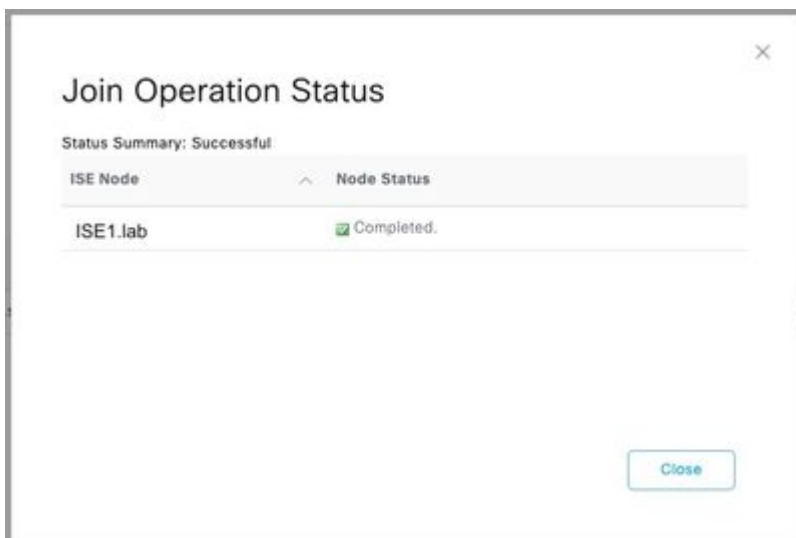 Join Operation Status
Status Summary: Successful
ISE Node Node Status
ISE1.lab Completed.
Close